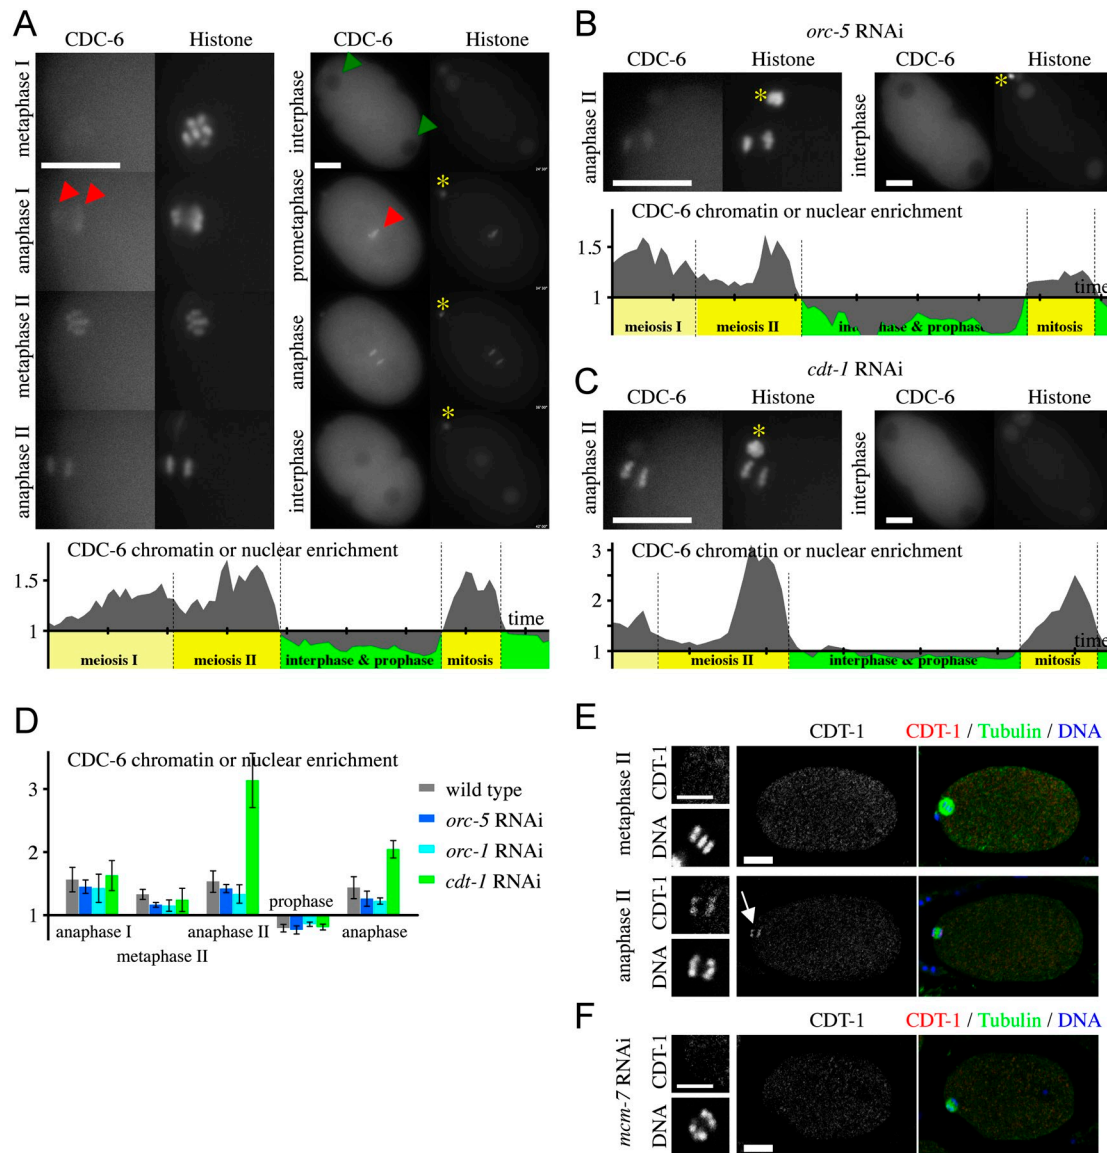 A
CDC-6 Histone CDC-6 Histone
metaphase I
anaphase I
metaphase II
anaphase II
interphase
prometaphase
anaphase
interphase
*
*
*
CDC-6 chromatin or nuclear enrichment
1.5
1
time
meiosis I meiosis II interphase & prophase mitosis
B
orc-5 RNAi
CDC-6 Histone CDC-6 Histone
anaphase II
interphase
*
*
CDC-6 chromatin or nuclear enrichment
1.5
1
time
meiosis I meiosis II interphase & prophase mitosis
C
cdt-1 RNAi
CDC-6 Histone CDC-6 Histone
anaphase II
interphase
*
CDC-6 chromatin or nuclear enrichment
3
2
1
time
meiosis II interphase & prophase mitosis
D
CDC-6 chromatin or nuclear enrichment
3
2
1
wild type
orc-5 RNAi
orc-1 RNAi
cdt-1 RNAi
prophase
anaphase I anaphase II anaphase
metaphase II
E
CDT-1 CDT-1 / Tubulin / DNA
metaphase II
CDT-1
DNA
anaphase II
CDT-1
DNA
F
CDT-1 CDT-1 / Tubulin / DNA
mcm-7 RNAi
CDT-1
DNA